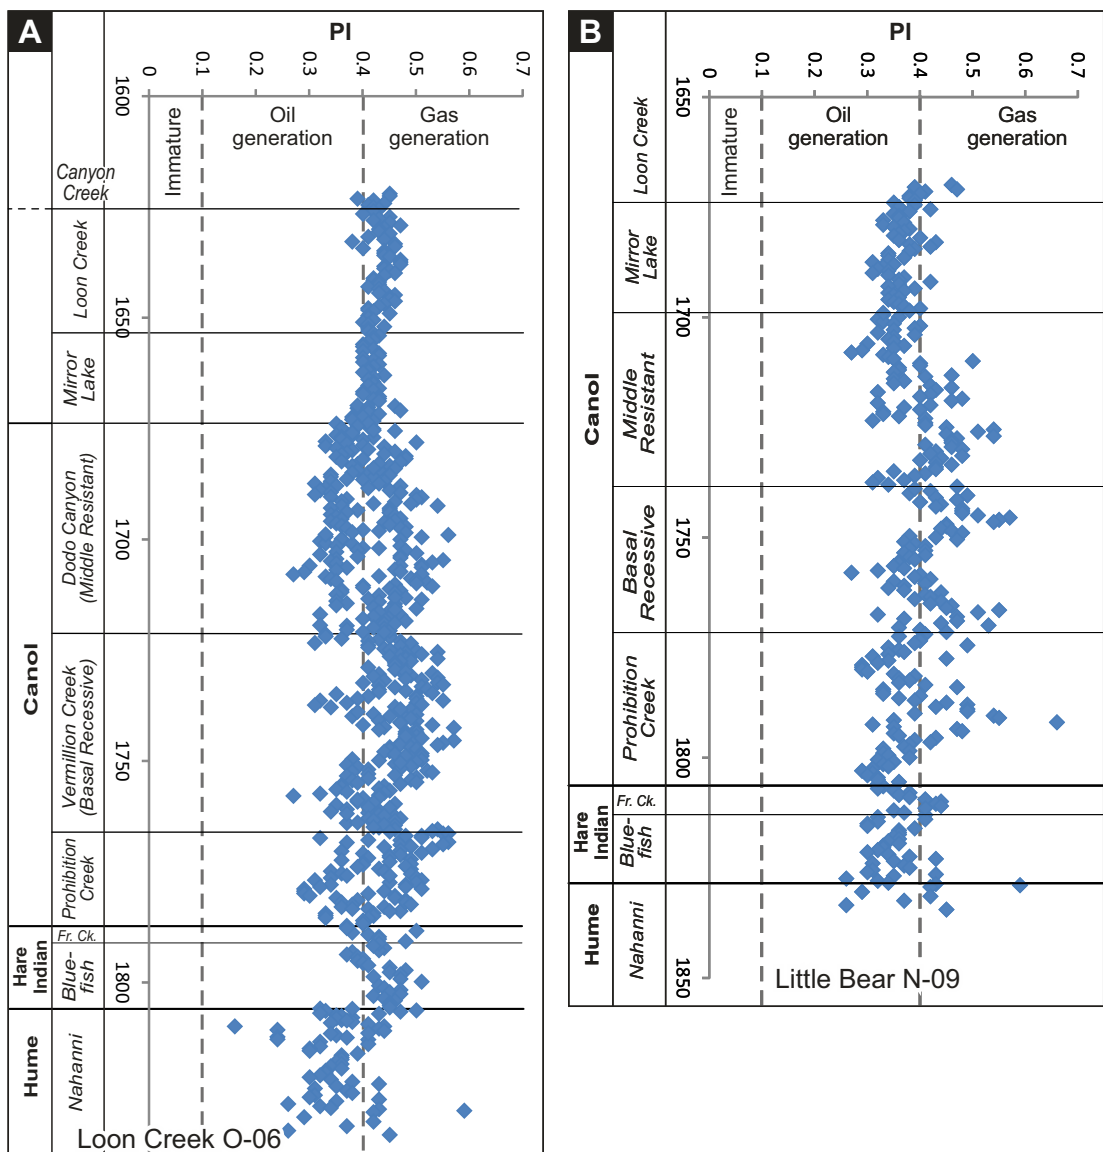 A
PI
0
0.1
0.2
0.3
0.4
0.5
0.6
0.7
1600
1650
1700
1750
1800
Immature
Oil
generation
Gas
generation
Canyon
Creek
Loon Creek
Mirror
Lake
Dodo Canyon
(Middle Resistant)
Vermillion Creek
(Basal Recessive)
Prohibition
Creek
Fr. Ck.
Blue-
fish
Nahanni
Canol
Hare
Indian
Hume
Loon Creek O-06
B
PI
0
0.1
0.2
0.3
0.4
0.5
0.6
0.7
1650
1700
1750
1800
1850
Immature
Oil
generation
Gas
generation
Loon Creek
Mirror
Lake
Middle
Resistant
Basal
Recessive
Prohibition
Creek
Fr. Ck.
Blue-
fish
Nahanni
Canol
Hare
Indian
Hume
Little Bear N-09